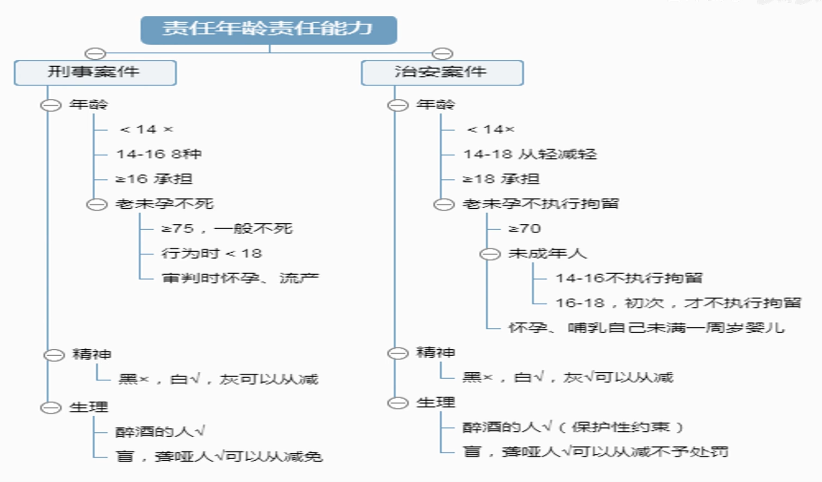 责任年龄责任能力
刑事案件
年龄
＜14 ×
14-16 8种
≥16 承担
老未孕不死
≥75，一般不死
行为时＜18
审判时怀孕、流产
精神
黑×，白√，灰可以从减
生理
醉酒的人√
盲，聋哑人√可以从减免
治安案件
年龄
＜14×
14-18 从轻减轻
≥18 承担
老未孕不执行拘留
≥70
未成年人
14-16不执行拘留
16-18，初次，才不执行拘留
怀孕、哺乳自己未满一周岁婴儿
精神
黑×，白√，灰√可以从减
生理
醉酒的人√（保护性约束）
盲，聋哑人√可以从减不予处罚